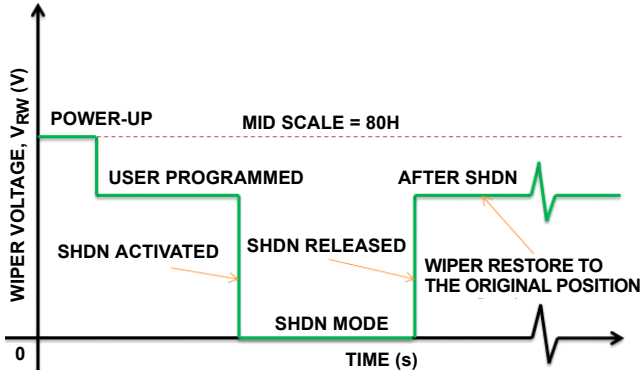 WIPER VOLTAGE, VRW (V)
POWER-UP
MID SCALE = 80H
USER PROGRAMMED
AFTER SHDN
SHDN ACTIVATED
SHDN RELEASED
WIPER RESTORE TO
THE ORIGINAL POSITION
SHDN MODE
0
TIME (s)